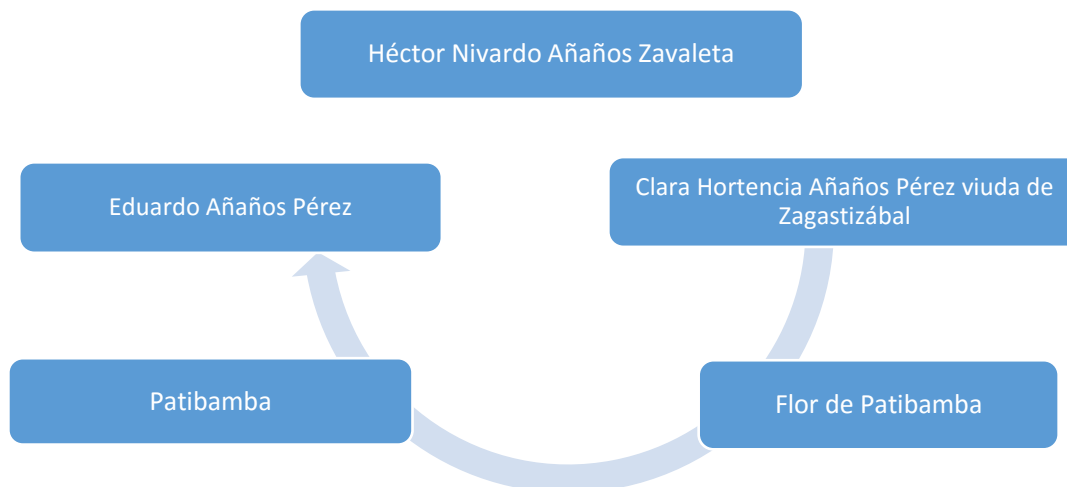 Héctor Nivardo Añaños Zavaleta
Eduardo Añaños Pérez
Clara Hortencia Añaños Pérez viuda de
Zagastizábal
Patibamba
Flor de Patibamba